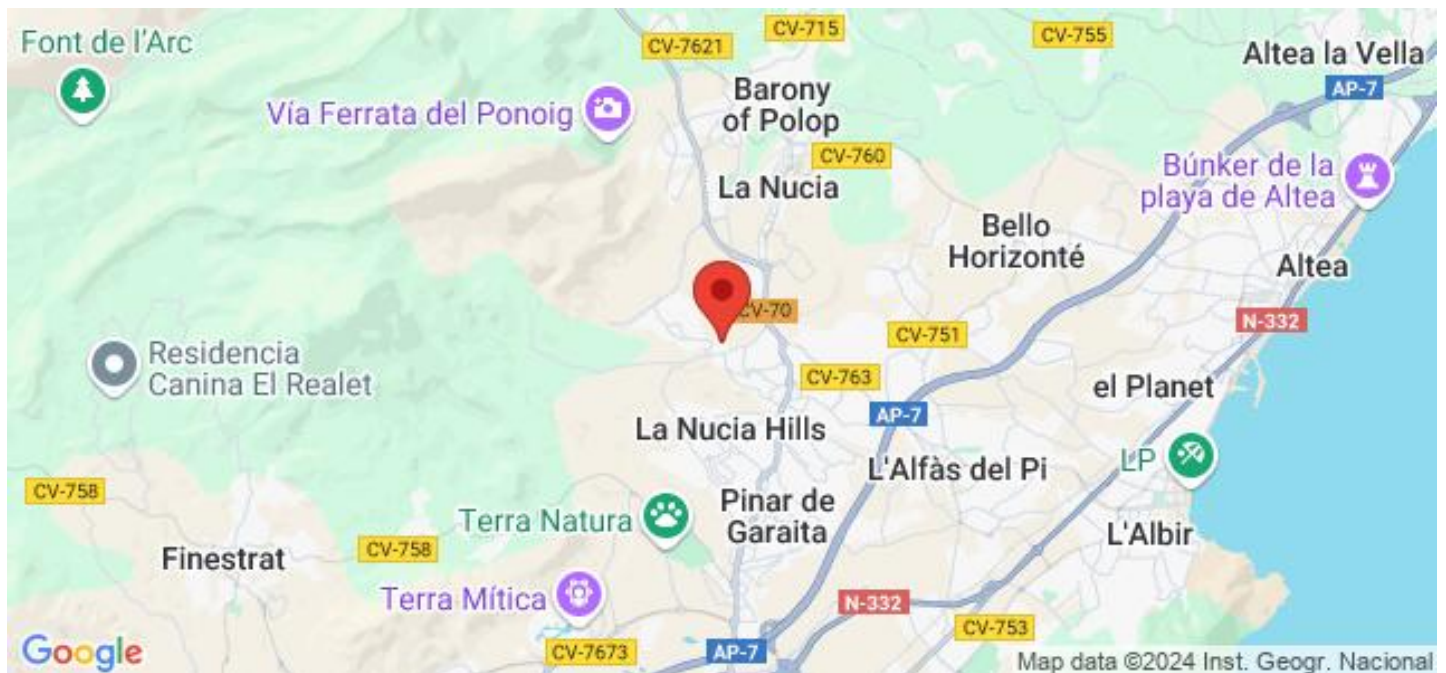 Font de l'Arc
CV-7621
CV-715
CV-755
Altea la Vella
AP-7
Vía Ferrata del Ponoig
Barony
of Polop
CV-760
La Nucia
Búnker de la
playa de Altea
Bello
Horizonté
Altea
CV-70
N-332
CV-751
Residencia
Canina El Realet
CV-763
el Planet
AP-7
La Nucia Hills
L'Alfàs del Pi
LP
CV-758
Terra Natura
Pinar de
Garaita
L'Albir
Finestrat
CV-758
Terra Mítica
N-332
CV-753
CV-7673
AP-7
Google
Map data ©2024 Inst. Geogr. Nacional